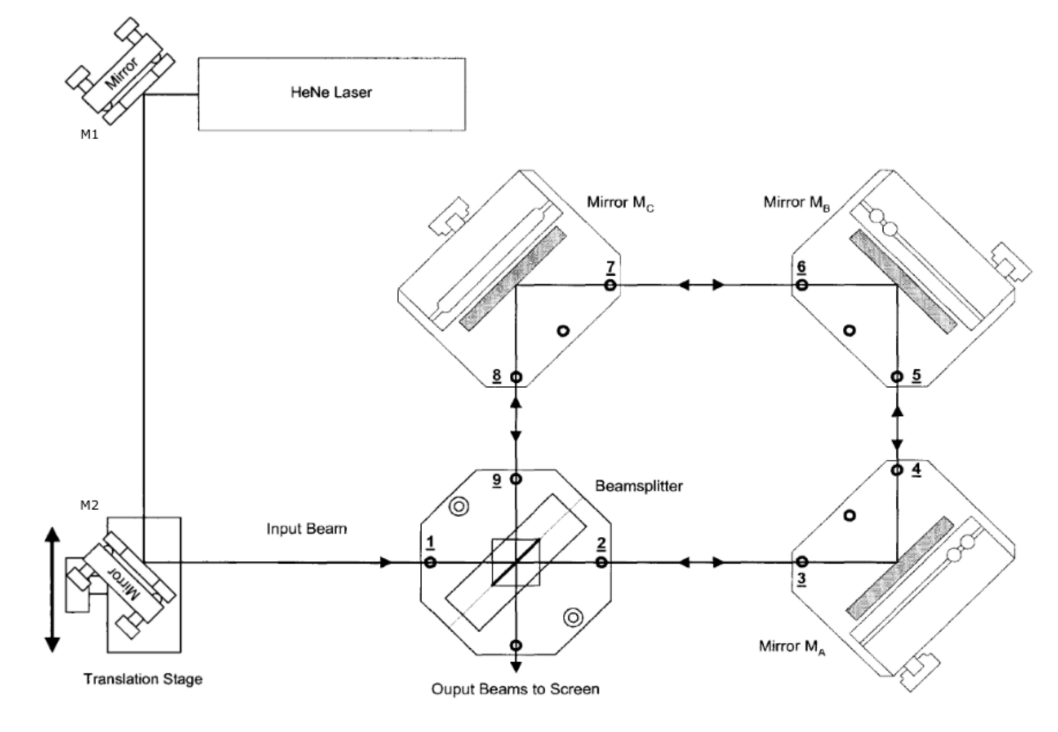 Mirror
HeNe Laser
M1
Mirror M_C
Mirror M_B
7
6
8
5
M2
9
4
Beamsplitter
Input Beam
1
2
3
Mirror
Mirror M_A
Translation Stage
Ouput Beams to Screen